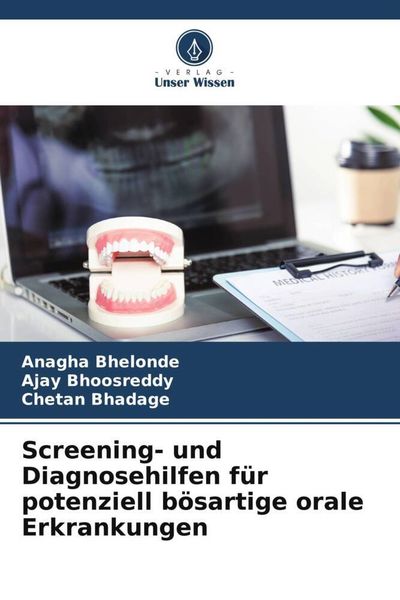 - VERLAG -
Unser Wissen
MEDICAL HISTORY FORM
Anagha Bhelonde
Ajay Bhoosreddy
Chetan Bhadage
Screening- und
Diagnosehilfen für
potenziell bösartige orale
Erkrankungen